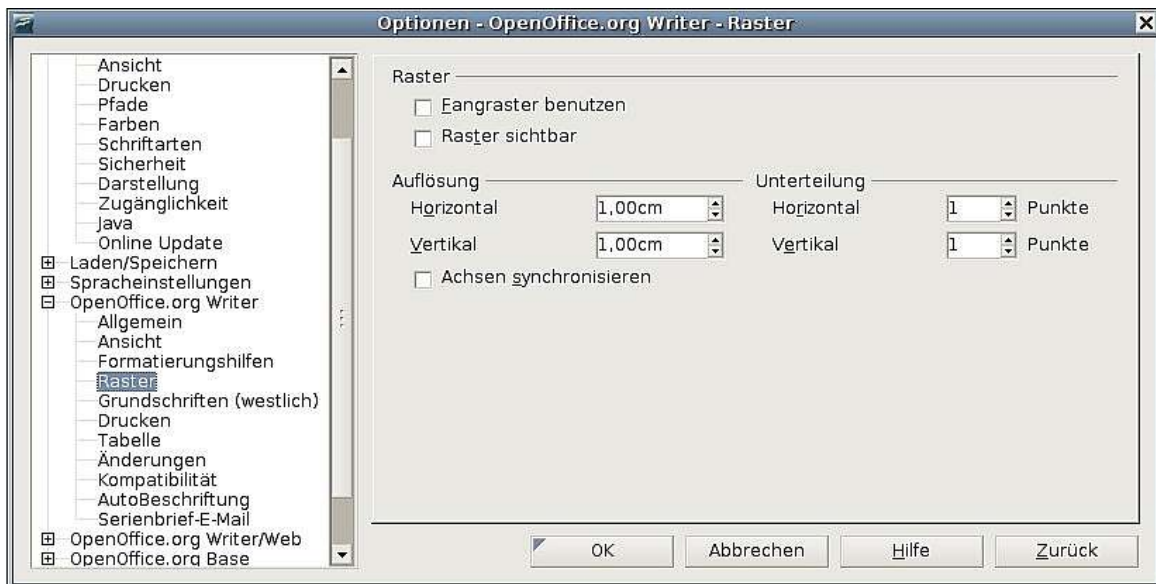 Optionen - OpenOffice.org Writer - Raster
Ansicht
Drucken
Pfade
Farben
Schriftarten
Sicherheit
Darstellung
Zugänglichkeit
Java
Online Update
Laden/Speichern
Spracheinstellungen
OpenOffice.org Writer
Allgemein
Ansicht
Formatierungshilfen
Raster
Grundschriften (westlich)
Drucken
Tabelle
Änderungen
Kompatibilität
AutoBeschriftung
Serienbrief-E-Mail
OpenOffice.org Writer/Web
OpenOffice.org Base
Raster
Fangraster benutzen
Raster sichtbar
Auflösung
Horizontal 1,00cm
Vertikal 1,00cm
Achsen synchronisieren
Unterteilung
Horizontal 1 Punkte
Vertikal 1 Punkte
OK Abbrechen Hilfe Zurück